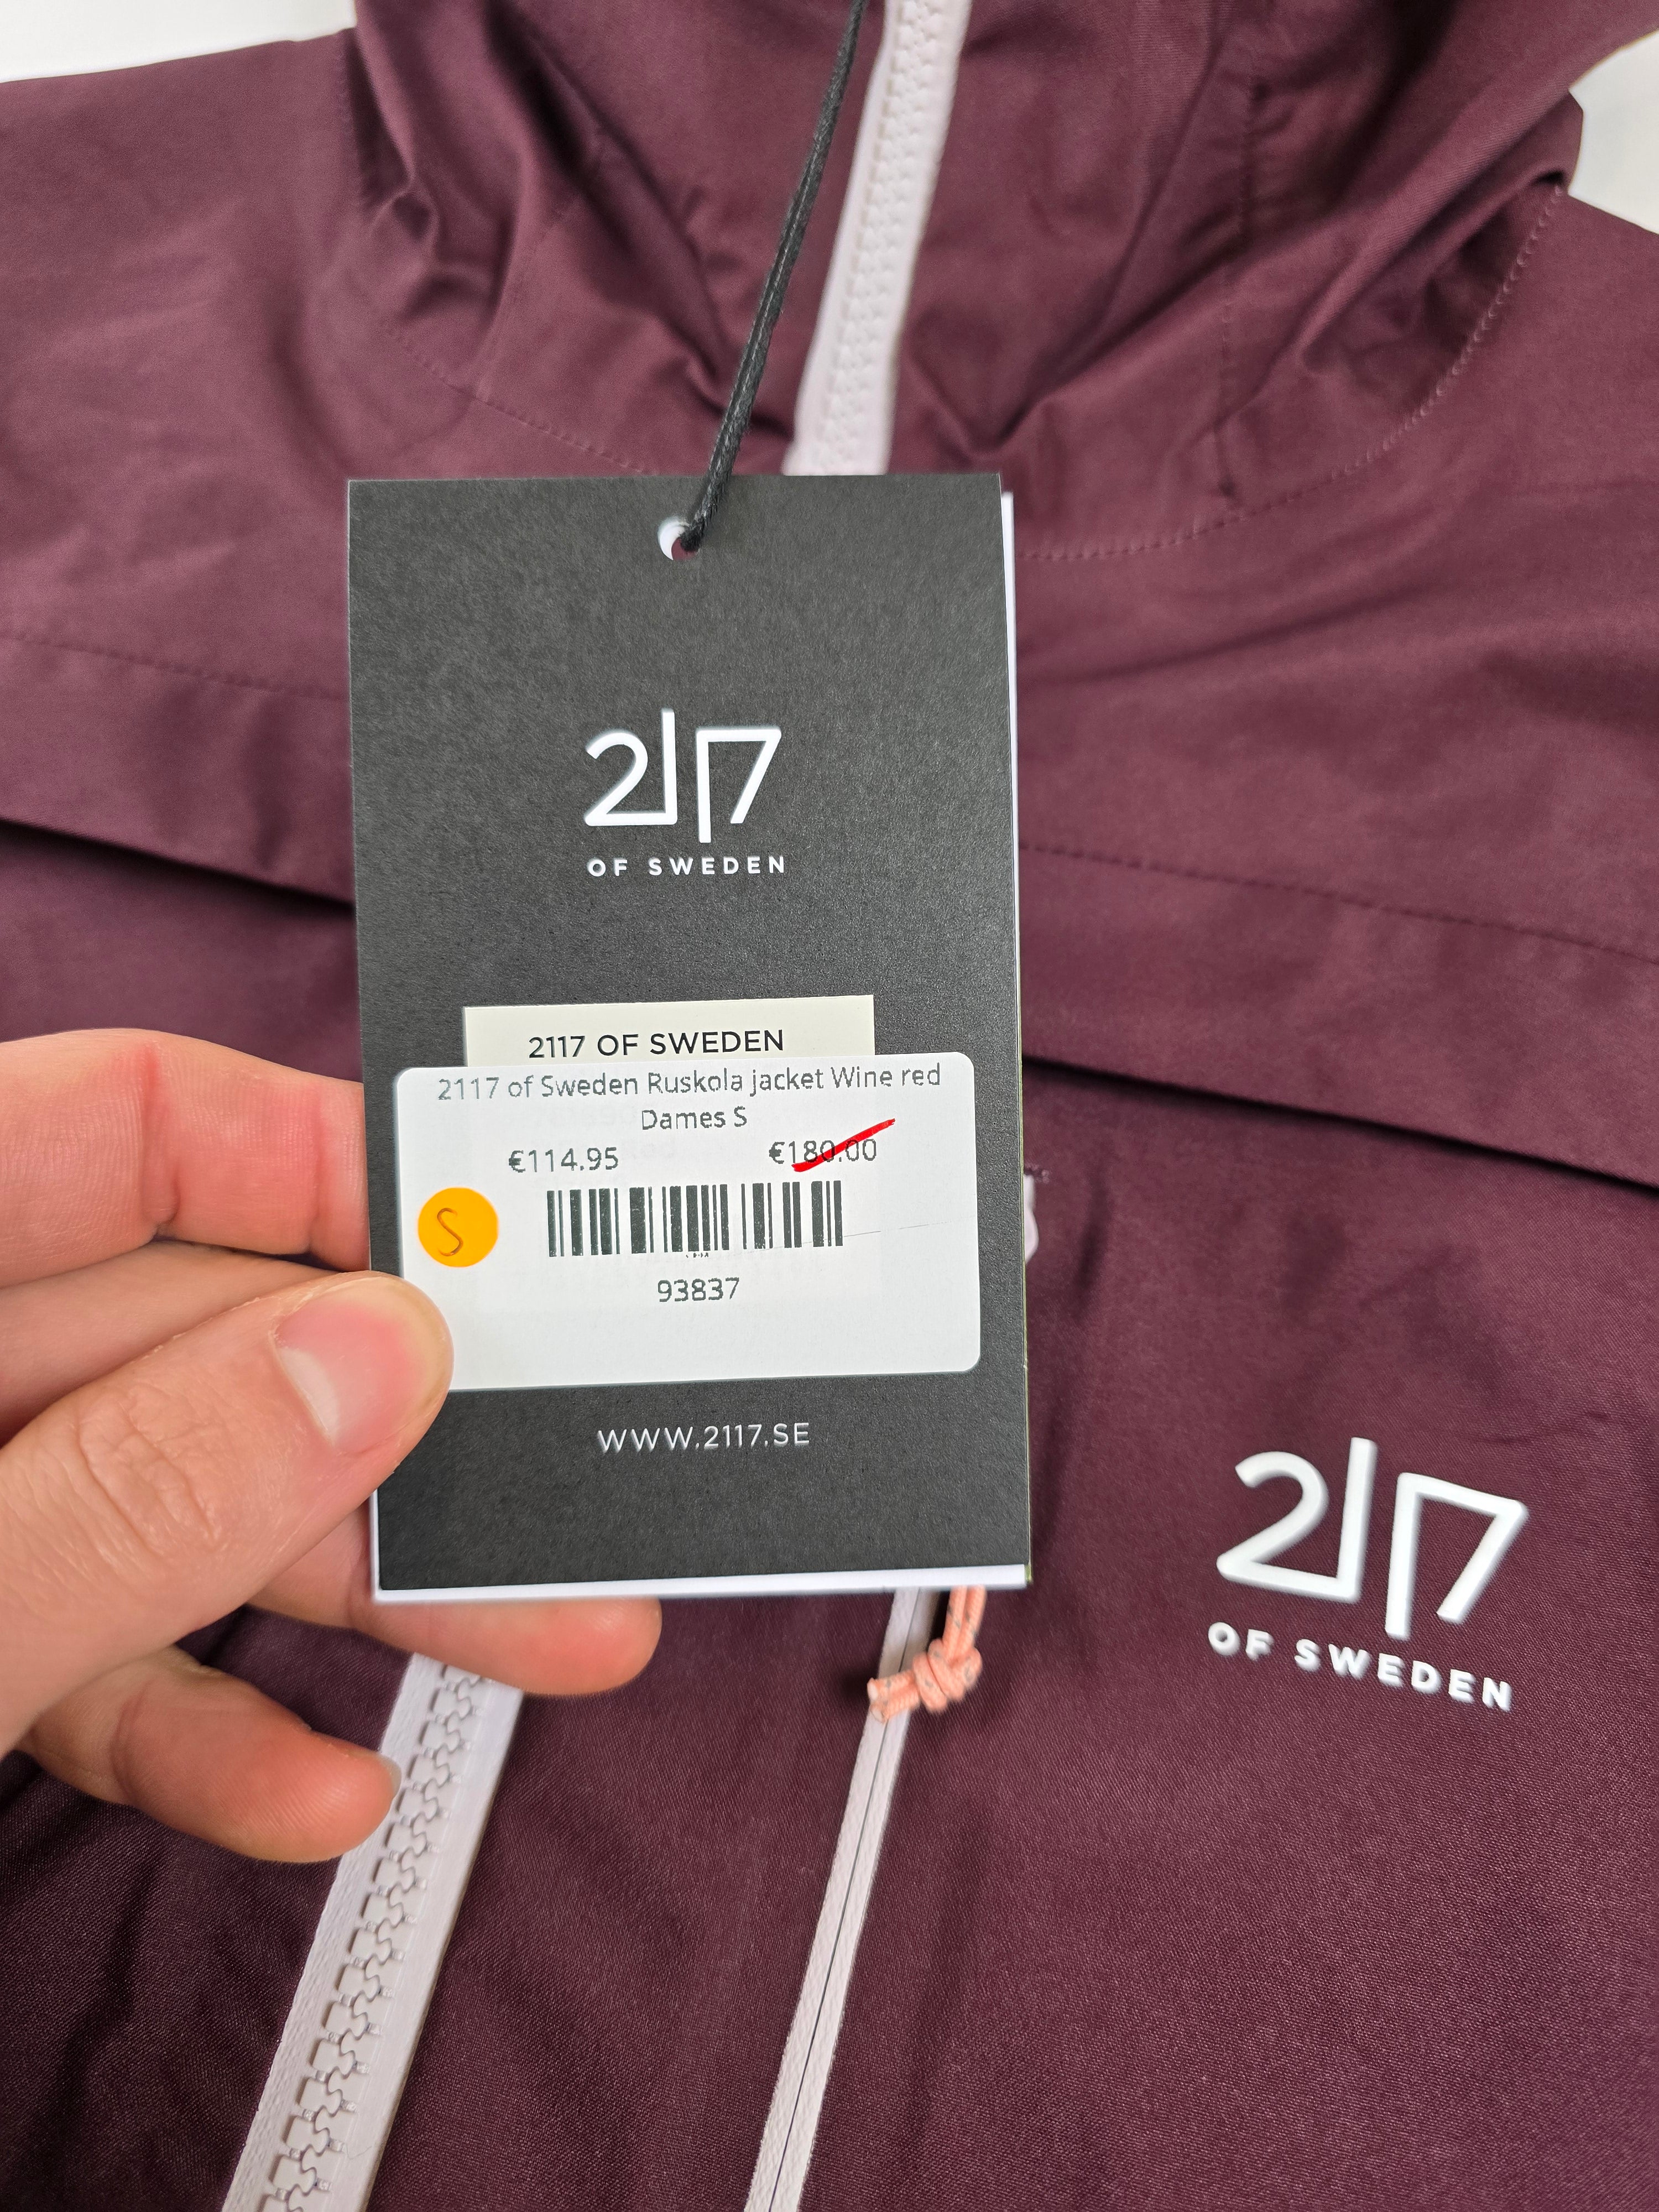 2117
OF SWEDEN
2117 OF SWEDEN
2117 of Sweden Ruskola jacket Wine red
Dames S
€114.95 €180.00
S
93837
WWW.2117.SE
2117
OF SWEDEN